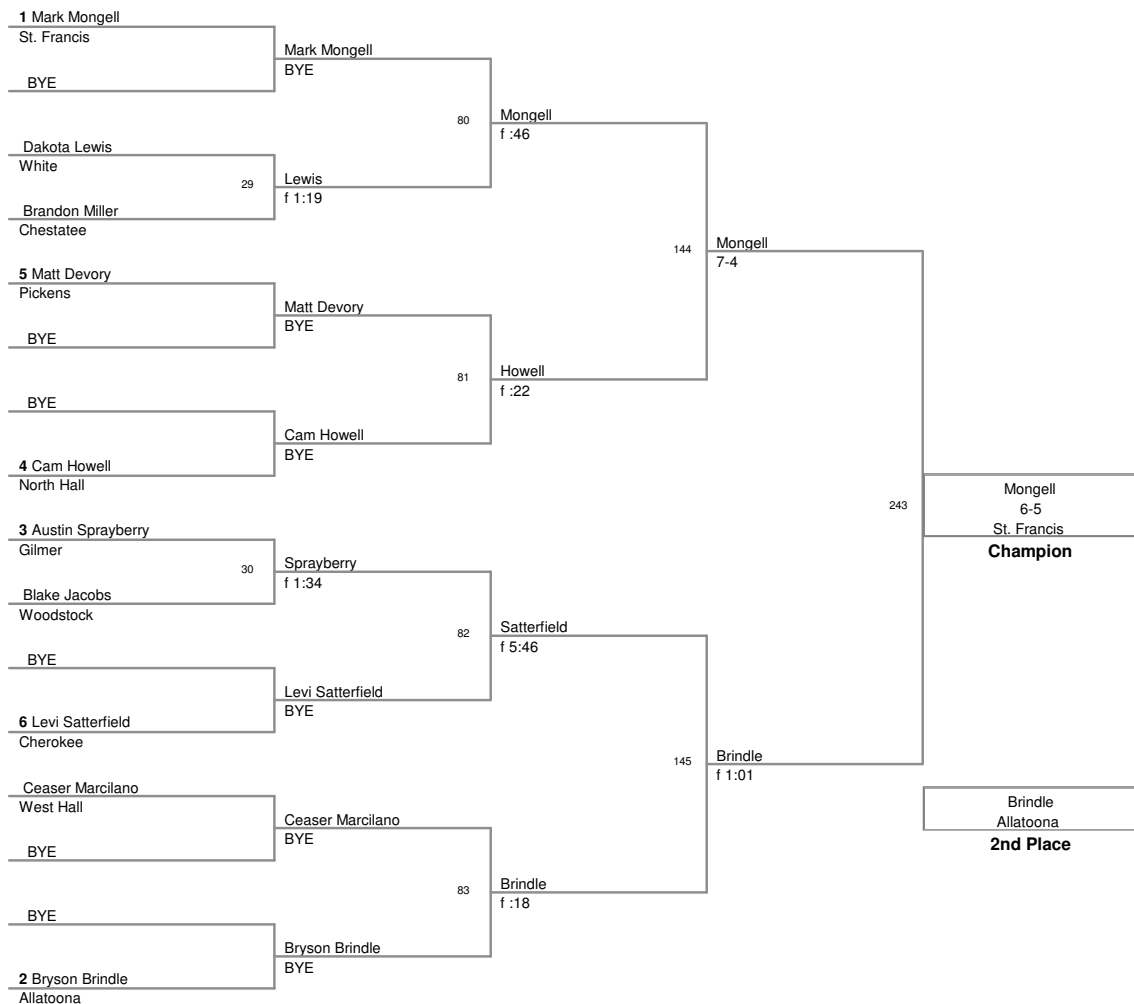 1 Mark Mongell
St. Francis
BYE
Dakota Lewis
White
Brandon Miller
Chestatee
5 Matt Devory
Pickens
BYE
BYE
4 Cam Howell
North Hall
3 Austin Sprayberry
Gilmer
Blake Jacobs
Woodstock
BYE
6 Levi Satterfield
Cherokee
Ceaser Marcilano
West Hall
BYE
BYE
2 Bryson Brindle
Allatoona
Mark Mongell
BYE
29
Lewis
f 1:19
Matt Devory
BYE
Cam Howell
BYE
30
Sprayberry
f 1:34
Levi Satterfield
BYE
Ceaser Marcilano
BYE
Bryson Brindle
BYE
80
Mongell
f :46
81
Howell
f :22
82
Satterfield
f 5:46
83
Brindle
f :18
144
Mongell
7-4
145
Brindle
f 1:01
243
Mongell
6-5
St. Francis
Champion
Brindle
Allatoona
2nd Place